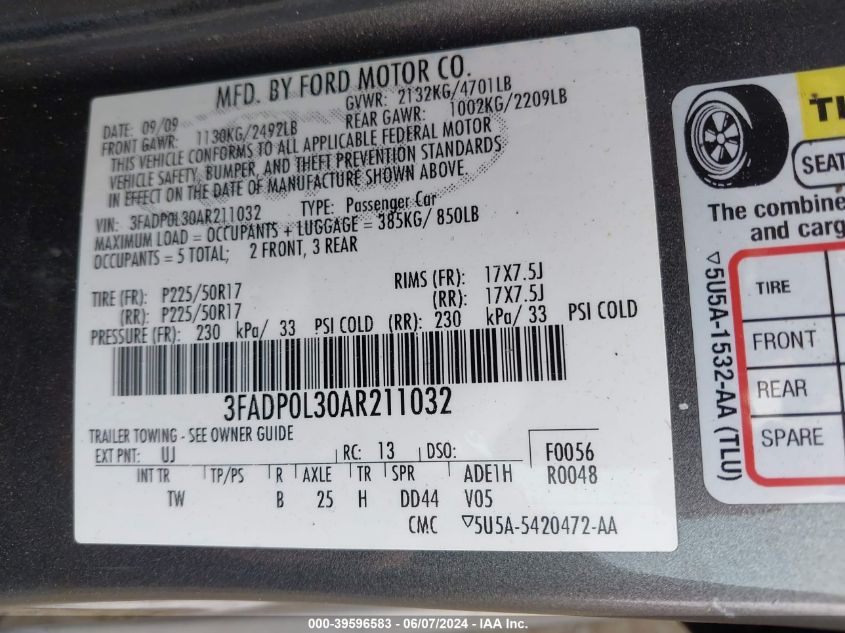 MFD. BY FORD MOTOR CO.
DATE: 09/09 GVWR: 2132KG/4701LB
FRONT GAWR: 1130KG/2492LB REAR GAWR: 1002KG/2209LB
THIS VEHICLE CONFORMS TO ALL APPLICABLE FEDERAL MOTOR
VEHICLE SAFETY, BUMPER, AND THEFT PREVENTION STANDARDS
IN EFFECT ON THE DATE OF MANUFACTURE SHOWN ABOVE
VIN: 3FADP0L30AR211032 TYPE: Passenger Car
MAXIMUM LOAD = OCCUPANTS + LUGGAGE = 385KG/ 850LB
OCCUPANTS = 5 TOTAL; 2 FRONT, 3 REAR
TIRE (FR): P225/50R17 RIMS (FR): 17X7.5J
(RR): P225/50R17 (RR): 17X7.5J
PRESSURE (FR): 230 kPa/ 33 PSI COLD (RR): 230 kPa/ 33 PSI COLD
3FADP0L30AR211032
TRAILER TOWING - SEE OWNER GUIDE
EXT PNT: UJ RC: 13 DSO: F0056
INT TR TP/PS R AXLE TR SPR ADE1H R0048
TW B 25 H DD44 V05
CMC ▽5U5A-5420472-AA
SEAT
The combine
and carg
TIRE
FRONT
REAR
SPARE
▽5U5A-1532-AA (TLU)
000-39596583 - 06/07/2024 - IAA Inc.